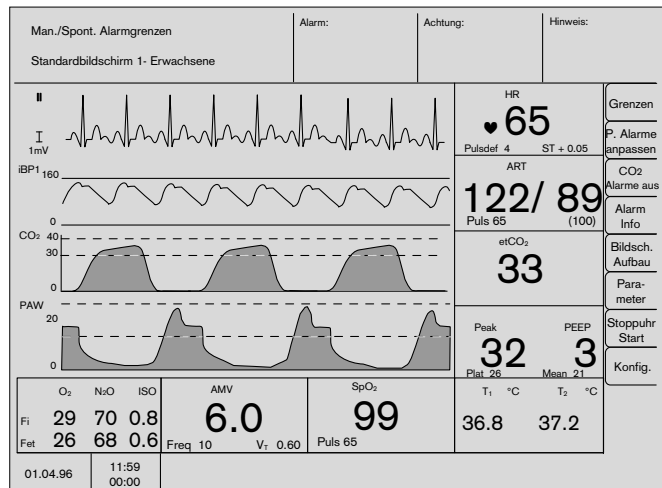 Man./Spont. Alarmgrenzen
Standardbildschirm 1- Erwachsene
Alarm:
Achtung:
Hinweis:
II
1mV
iBP1
160
0
CO₂
40
30
0
PAW
20
0
HR
♥65
Pulsdef 4 ST + 0.05
ART
122/ 89
Puls 65 (100)
etCO₂
33
Peak PEEP
32 3
Plat 26 Mean 21
Grenzen
P. Alarme
anpassen
CO2
Alarme aus
Alarm
Info
Bildsch.
Aufbau
Para-
meter
Stoppuhr
Start
Konfig.
O₂ N₂O ISO
Fi 29 70 0.8
Fet 26 68 0.6
AMV
6.0
Freq 10 V_T 0.60
SpO₂
99
Puls 65
T₁ °C T₂ °C
36.8 37.2
01.04.96
11:59
00:00